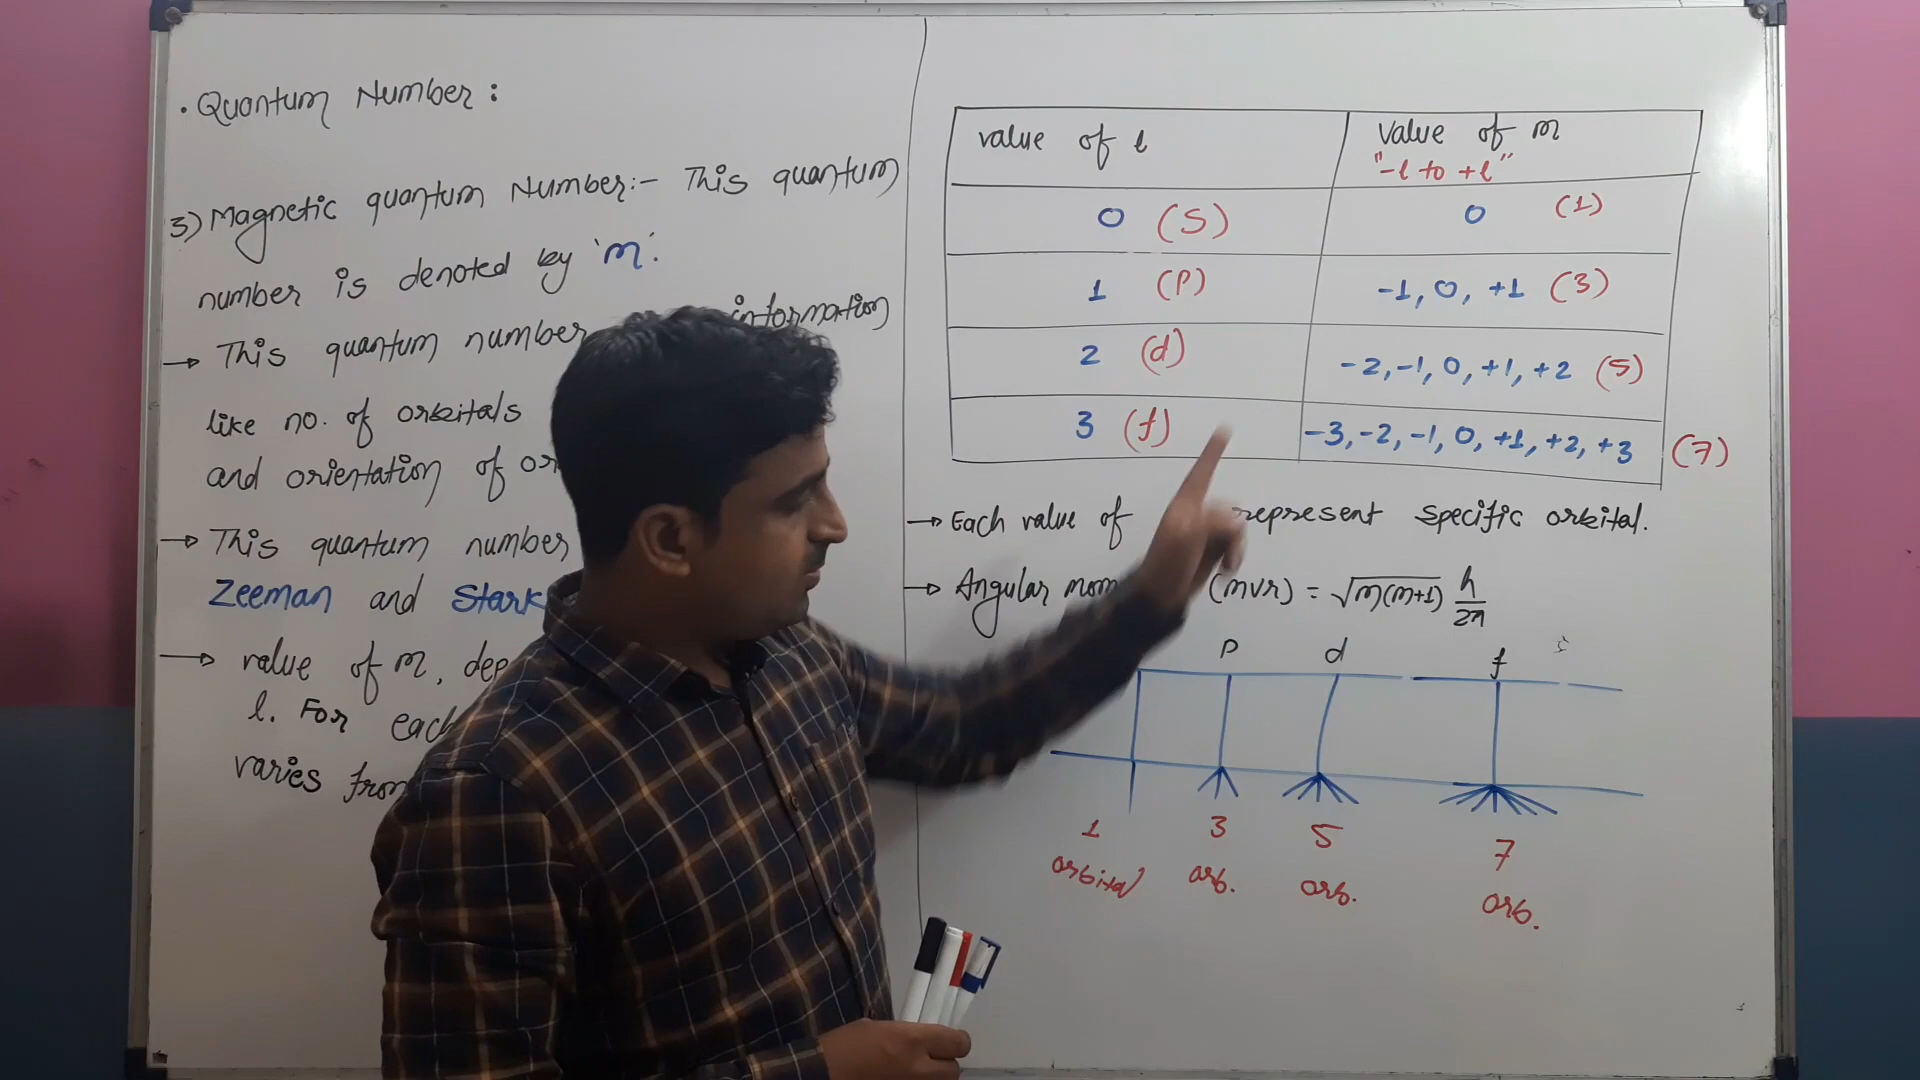 • Quantum Number :
3) Magnetic quantum Number:- This quantum
number is denoted by 'm'.
→ This quantum number information
like no. of orbitals
and orientation of
→ This quantum number
Zeeman and Stark
→ value of m,
l. For each
varies from
value of l
Value of m
"-l to +l"
0 (S) 0 (1)
1 (P) -1, 0, +1 (3)
2 (d) -2, -1, 0, +1, +2 (5)
3 (f) -3, -2, -1, 0, +1, +2, +3 (7)
→ Each value of represent specific orbital.
→ Angular (mvr) = √m(m+1) h/2π
P d f
1 3 5 7
orbital orb. orb. orb.